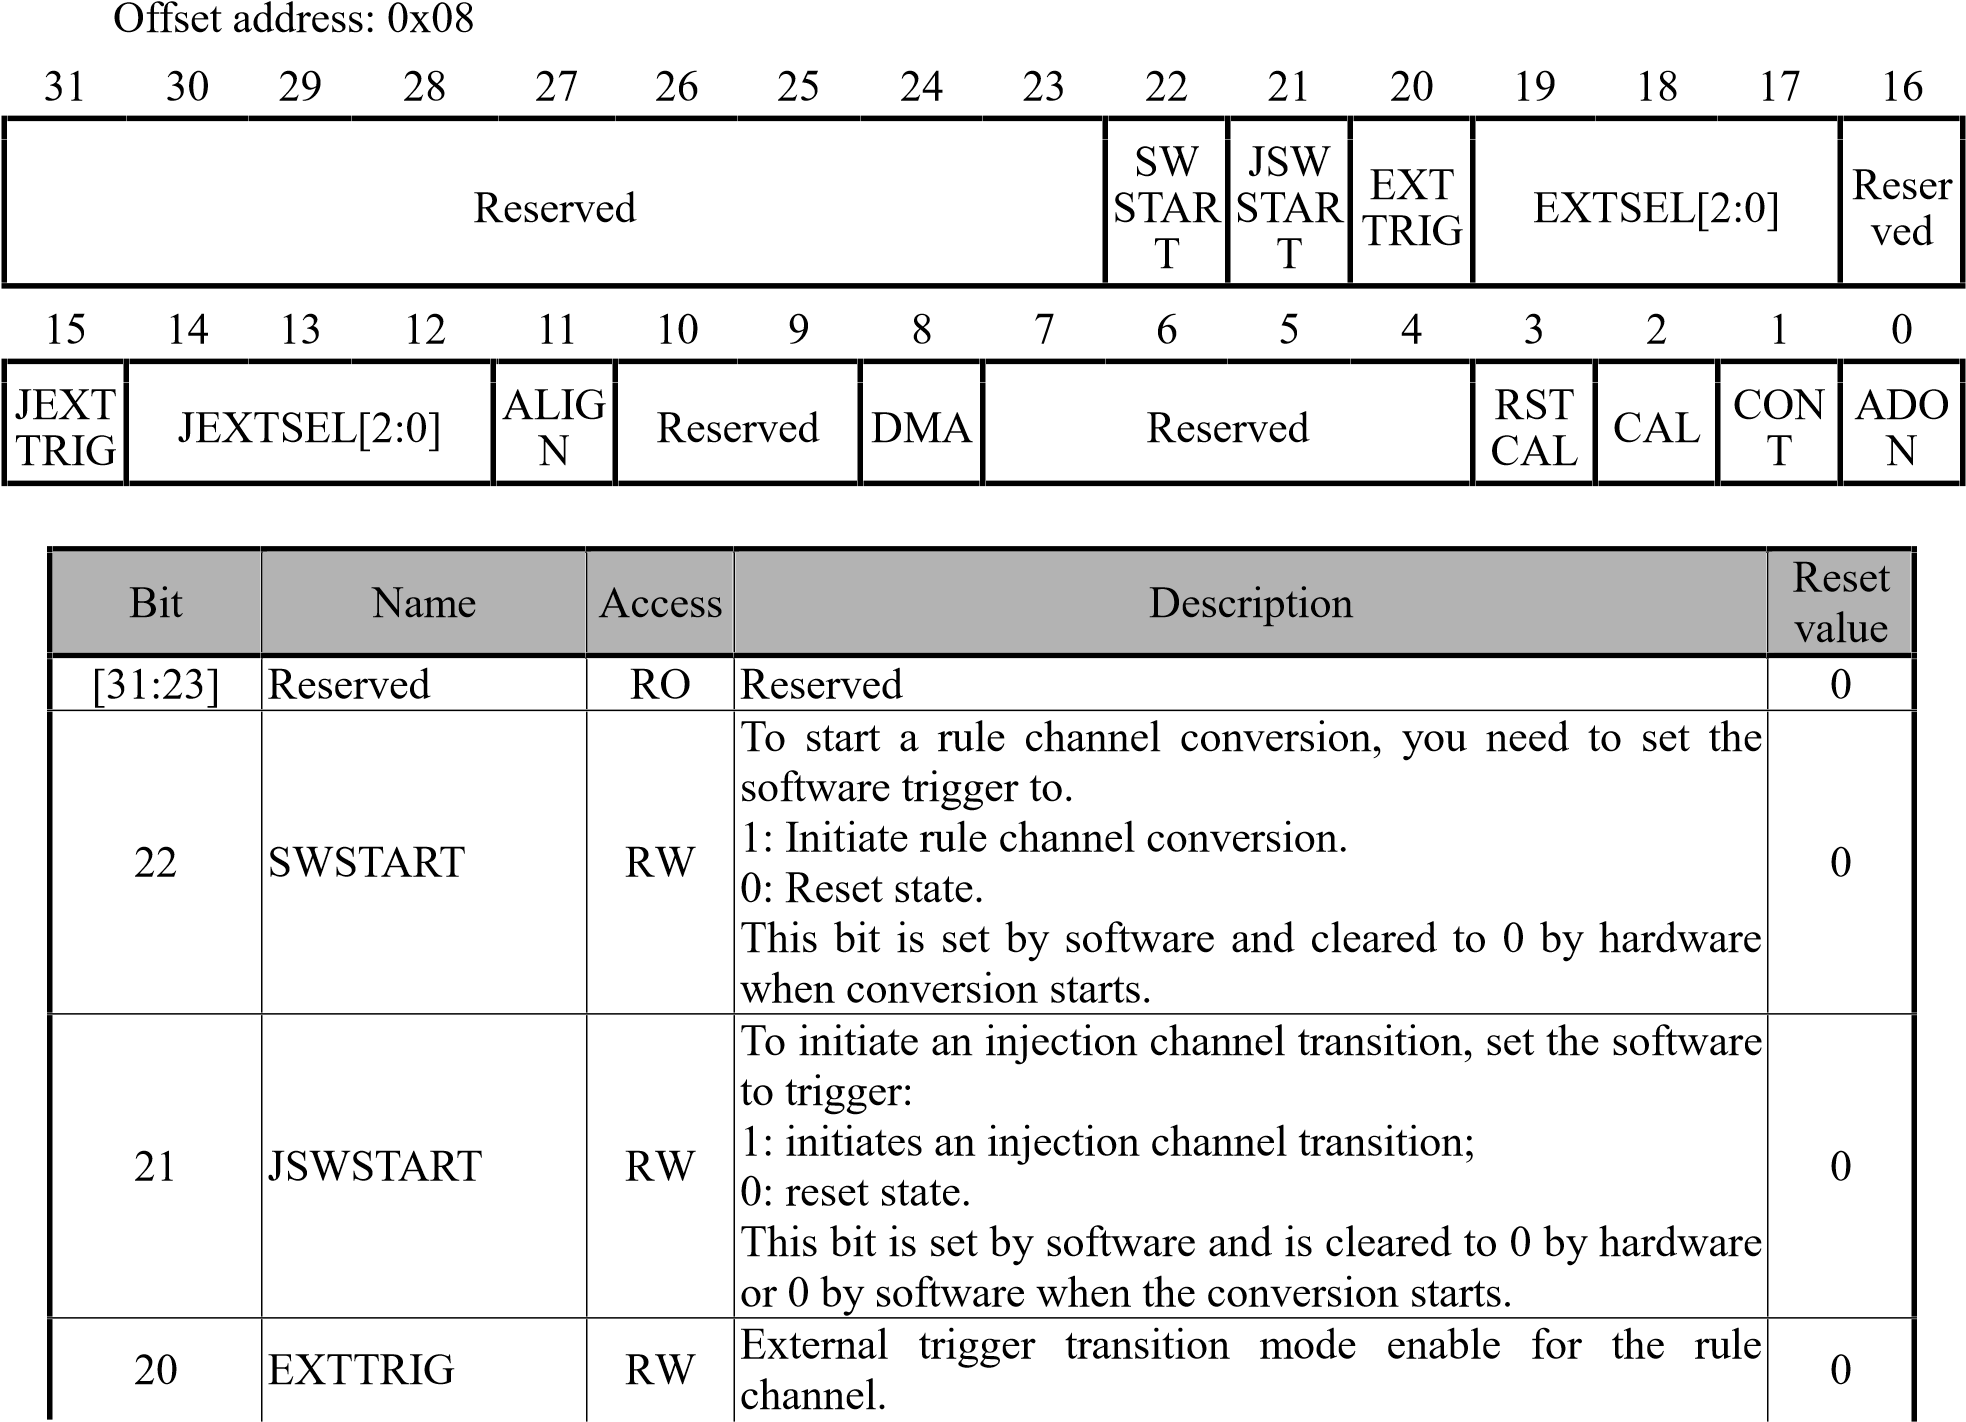 Offset address: 0x08
31 30 29 28 27 26 25 24 23 22 21 20 19 18 17 16
Reserved
SW
STAR
T
JSW
STAR
T
EXT
TRIG
EXTSEL[2:0]
Reser
ved
15 14 13 12 11 10 9 8 7 6 5 4 3 2 1 0
JEXT
TRIG
JEXTSEL[2:0]
ALIG
N
Reserved
DMA
Reserved
RST
CAL
CAL
CON
T
ADO
N
Bit Name Access Description Reset
value
[31:23] Reserved RO Reserved 0
22 SWSTART RW
To start a rule channel conversion, you need to set the
software trigger to.
1: Initiate rule channel conversion.
0: Reset state.
This bit is set by software and cleared to 0 by hardware
when conversion starts.
0
21 JSWSTART RW
To initiate an injection channel transition, set the software
to trigger:
1: initiates an injection channel transition;
0: reset state.
This bit is set by software and is cleared to 0 by hardware
or 0 by software when the conversion starts.
0
20 EXTTRIG RW
External trigger transition mode enable for the rule
channel.
0